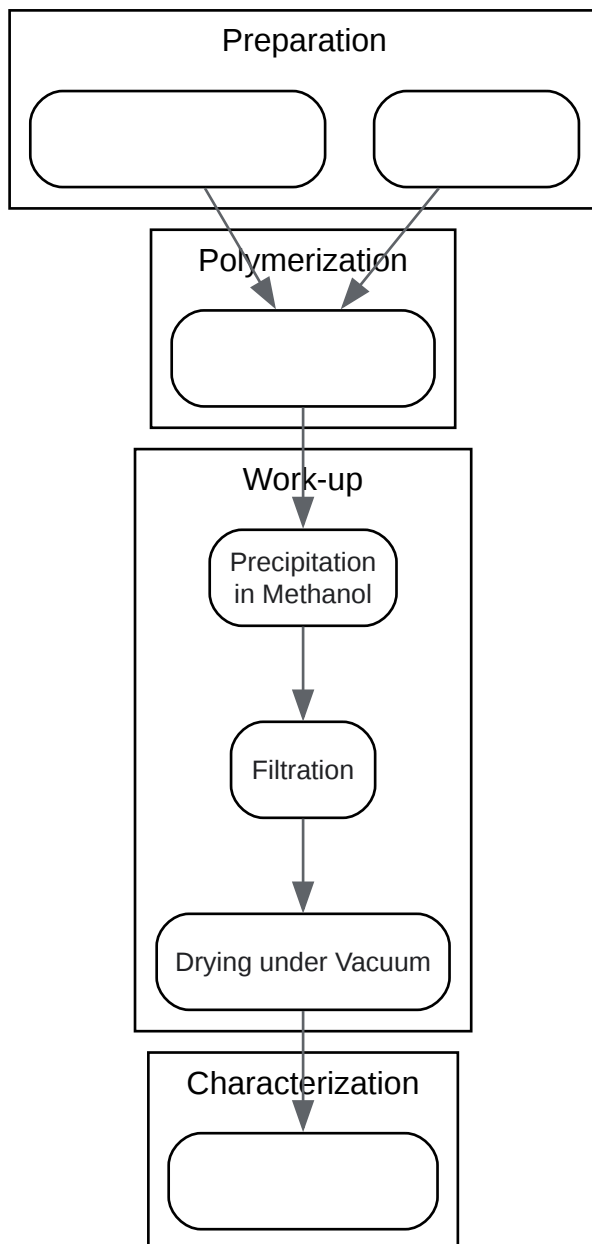 Preparation
Polymerization
Work-up
Precipitation
in Methanol
Filtration
Drying under Vacuum
Characterization